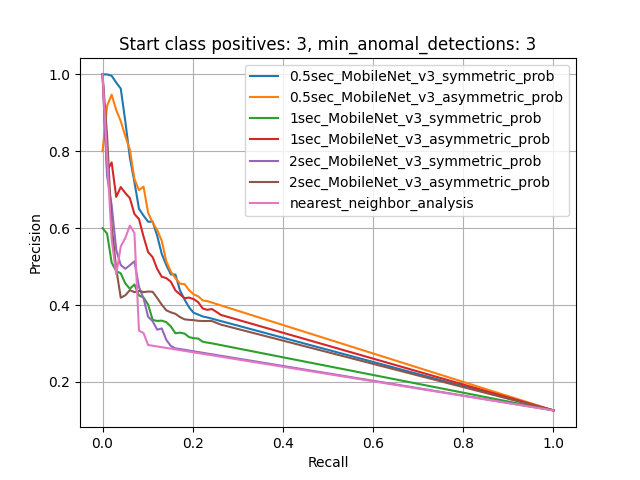 Start class positives: 3, min_anomal_detections: 3
1.0
0.8
0.6
0.4
0.2
Precision
0.5sec_MobileNet_v3_symmetric_prob
0.5sec_MobileNet_v3_asymmetric_prob
1sec_MobileNet_v3_symmetric_prob
1sec_MobileNet_v3_asymmetric_prob
2sec_MobileNet_v3_symmetric_prob
2sec_MobileNet_v3_asymmetric_prob
nearest_neighbor_analysis
0.0 0.2 0.4 0.6 0.8 1.0
Recall